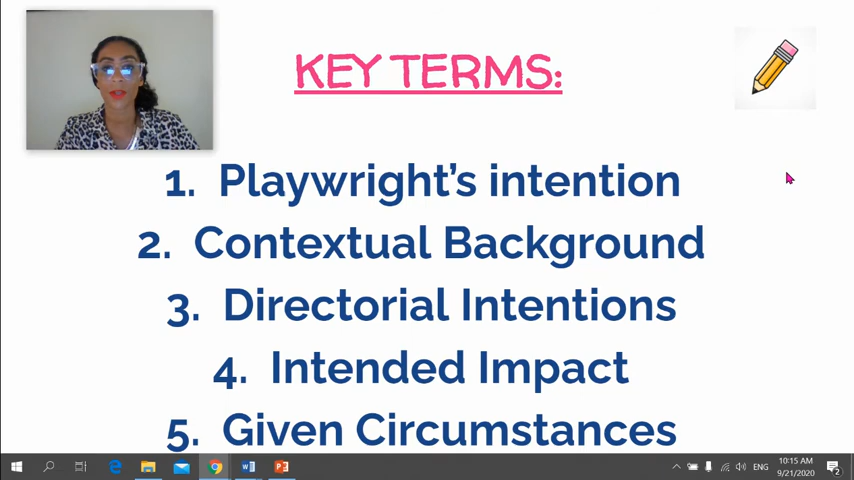 KEY TERMS:
1. Playwright's intention
2. Contextual Background
3. Directorial Intentions
4. Intended Impact
5. Given Circumstances
ENG
10:15 AM
9/21/2020
2